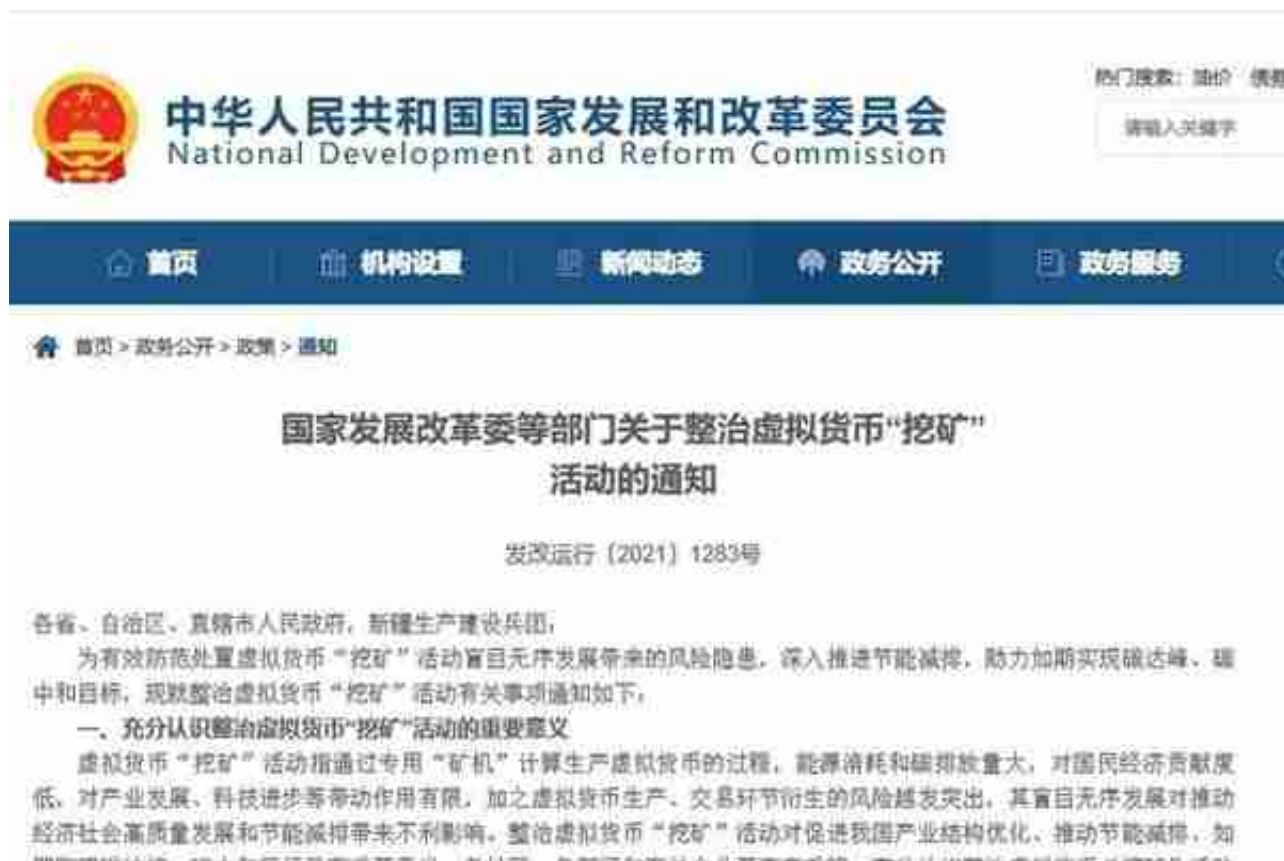 热门搜索：油价
请输入关键字
中华人民共和国国家发展和改革委员会
National Development and Reform Commission
首页
机构设置
新闻动态
政务公开
政务服务
首页 > 政务公开 > 政策 > 通知
国家发展改革委等部门关于整治虚拟货币“挖矿”
活动的通知
发改运行〔2021〕1283号
各省、自治区、直辖市人民政府，新疆生产建设兵团：
为有效防范处置虚拟货币“挖矿”活动盲目无序发展带来的风险隐患，深入推进节能减排，助力如期实现碳达峰、碳
中和目标，现就整治虚拟货币“挖矿”活动有关事项通知如下：
一、充分认识整治虚拟货币“挖矿”活动的重要意义
虚拟货币“挖矿”活动指通过专用“矿机”计算生产虚拟货币的过程，能源消耗和碳排放量大，对国民经济贡献度
低，对产业发展、科技进步等带动作用有限，加之虚拟货币生产、交易环节衍生的风险越发突出，其盲目无序发展对推动
经济社会高质量发展和节能减排带来不利影响。整治虚拟货币“挖矿”活动对促进我国产业结构优化、推动节能减排、如